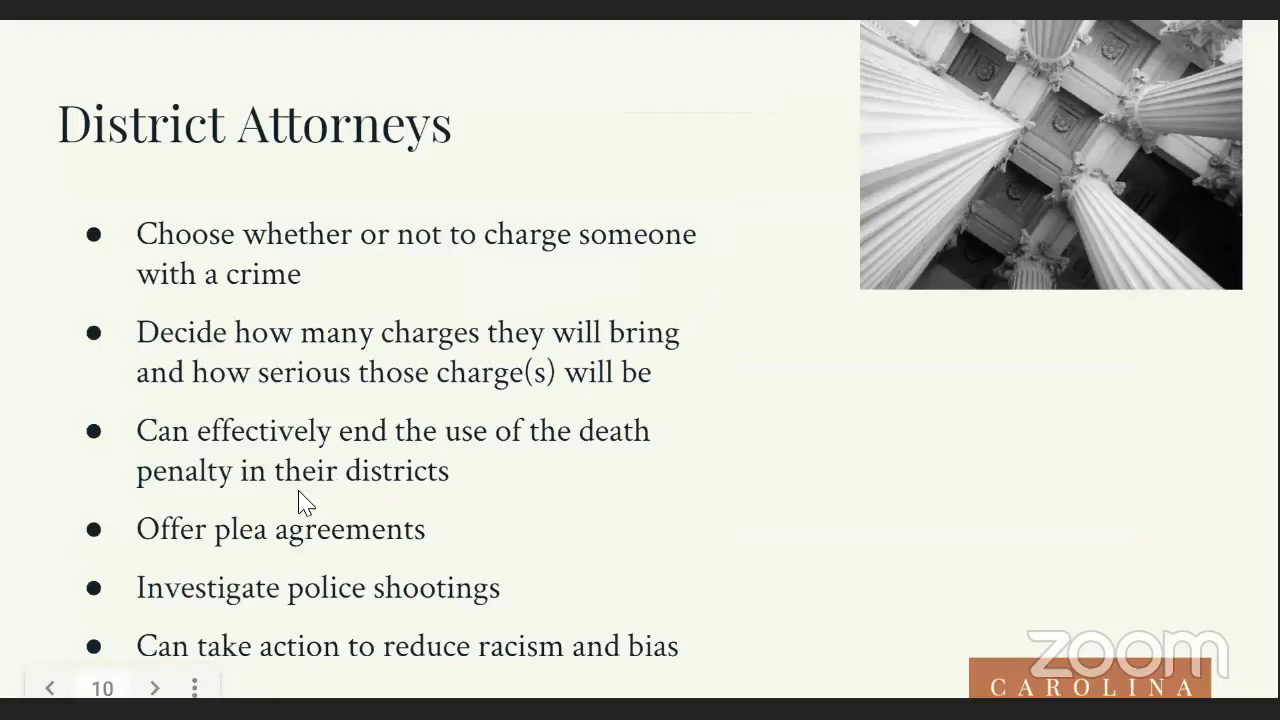 District Attorneys
● Choose whether or not to charge someone
with a crime
● Decide how many charges they will bring
and how serious those charge(s) will be
● Can effectively end the use of the death
penalty in their districts
● Offer plea agreements
● Investigate police shootings
● Can take action to reduce racism and bias
10
zoom
CAROLINA